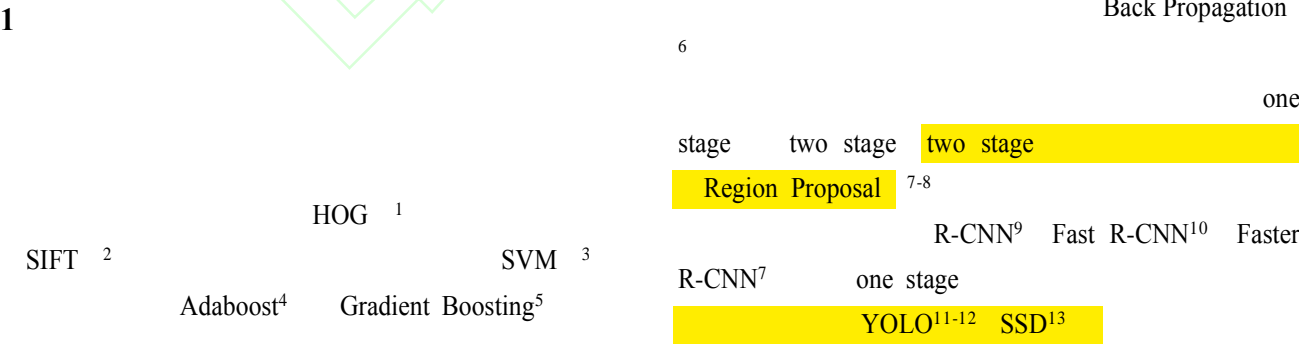 1
HOG 1
SIFT 2 SVM 3
Adaboost4 Gradient Boosting5
Back Propagation
6
one
stage two stage two stage
Region Proposal 7-8
R-CNN9 Fast R-CNN10 Faster
R-CNN7 one stage
YOLO11-12 SSD13